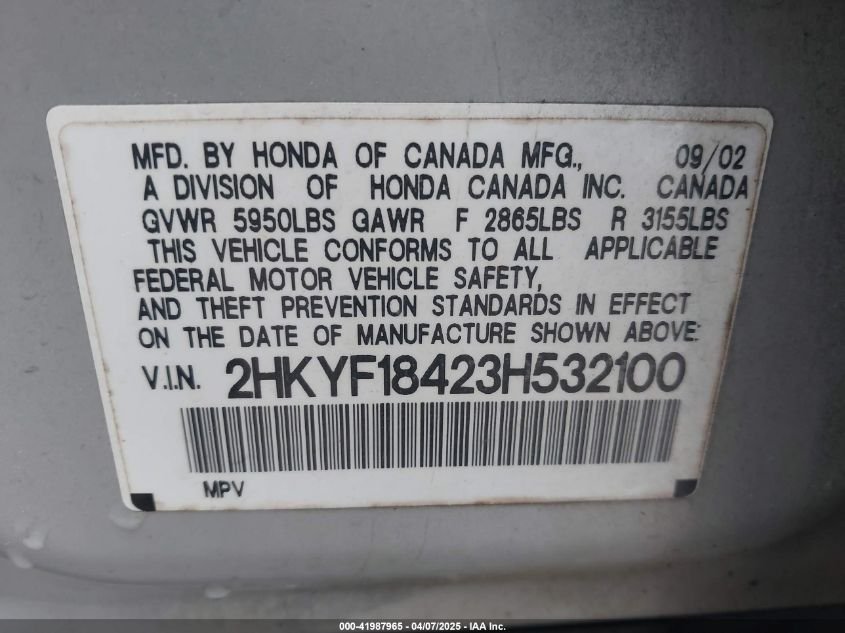 MFD. BY HONDA OF CANADA MFG., 09/02
A DIVISION OF HONDA CANADA INC. CANADA
GVWR 5950LBS GAWR F 2865LBS R 3155LBS
THIS VEHICLE CONFORMS TO ALL APPLICABLE
FEDERAL MOTOR VEHICLE SAFETY,
AND THEFT PREVENTION STANDARDS IN EFFECT
ON THE DATE OF MANUFACTURE SHOWN ABOVE:
V.I.N. 2HKYF18423H532100
MPV
000-41987965 - 04/07/2025 - IAA Inc.